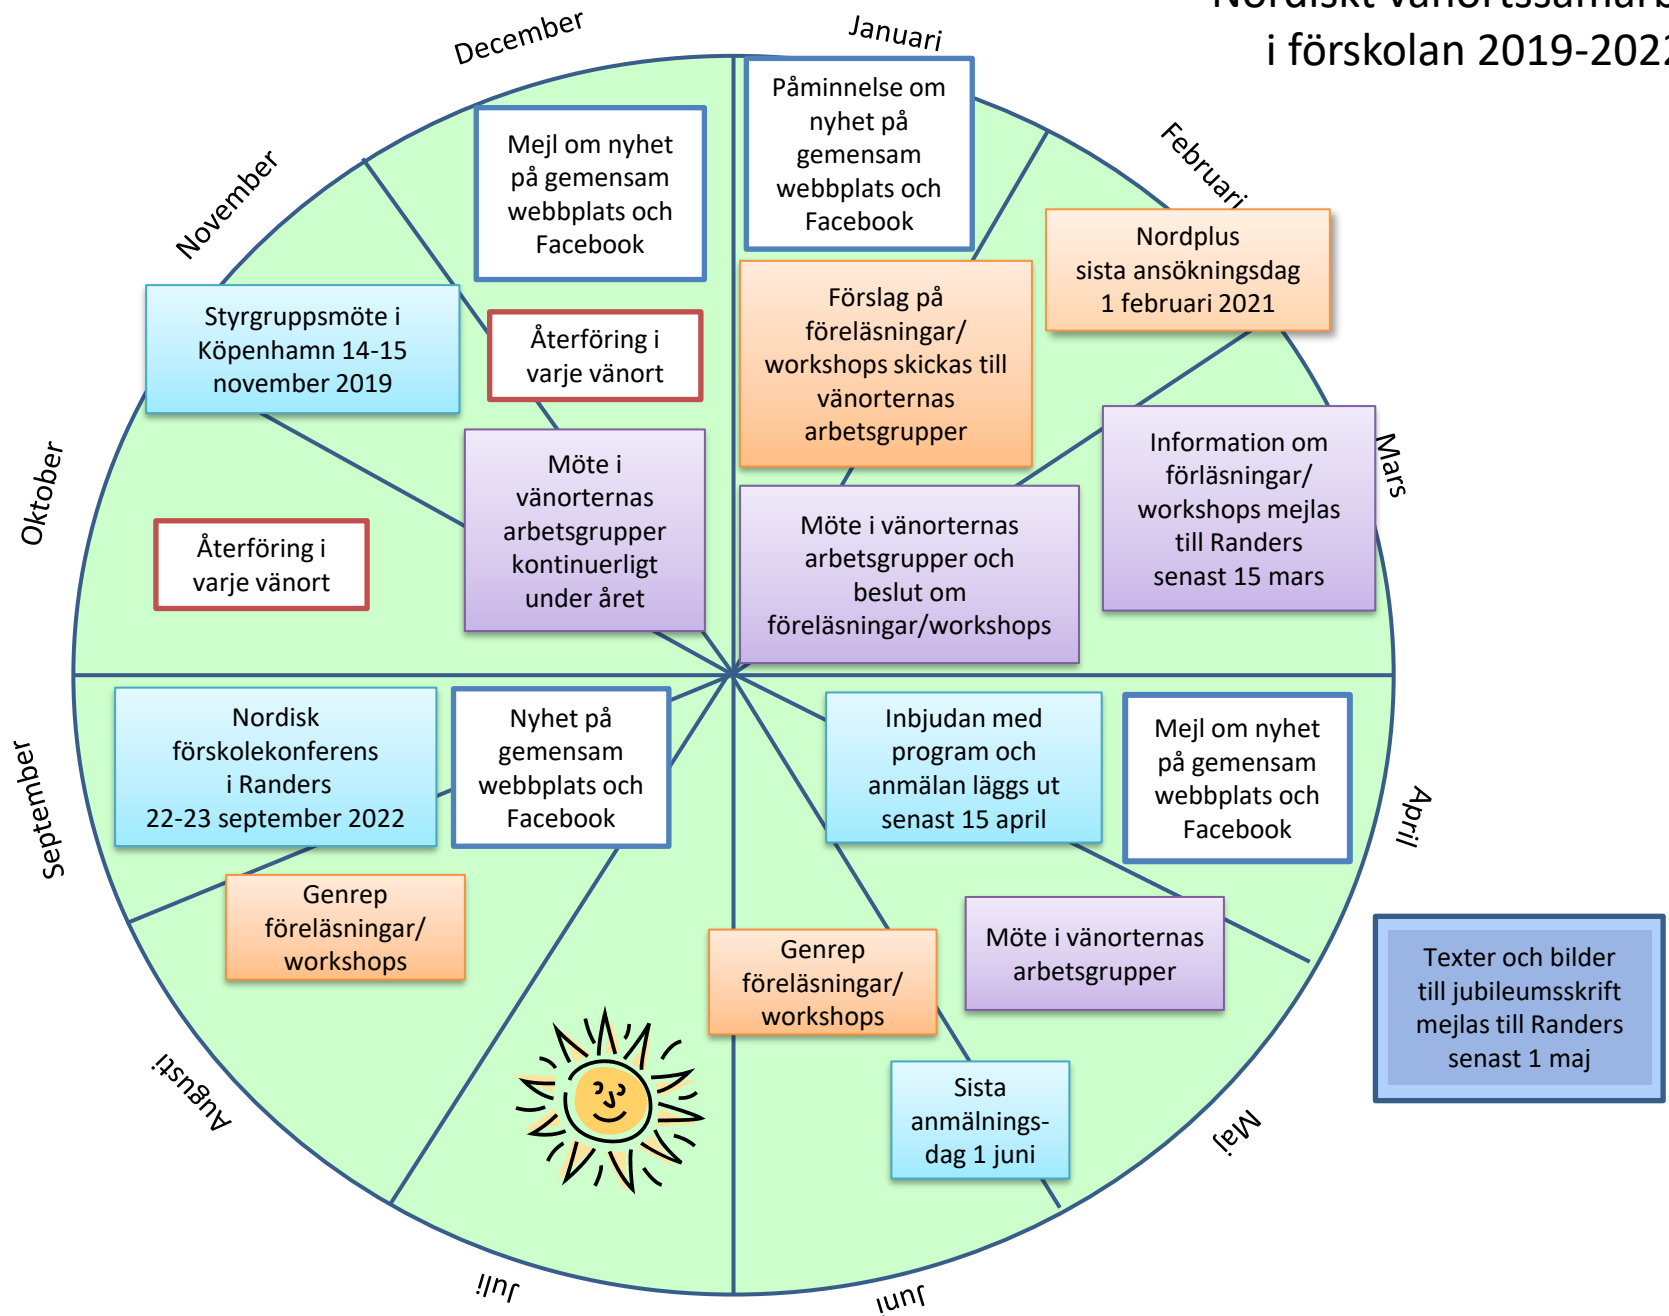 Nordiskt vänortssamarb
i förskolan 2019-2022
December
Januari
Februari
Mars
April
Maj
Juni
Juli
Augusti
September
Oktober
November
Mejl om nyhet
på gemensam
webbplats och
Facebook
Påminnelse om
nyhet på
gemensam
webbplats och
Facebook
Nordplus
sista ansökningsdag
1 februari 2021
Styrgruppsmöte i
Köpenhamn 14-15
november 2019
Återföring i
varje vänort
Förslag på
föreläsningar/
workshops skickas till
vänorternas
arbetsgrupper
Information om
förläsningar/
workshops mejlas
till Randers
senast 15 mars
Möte i
vänorternas
arbetsgrupper
kontinuerligt
under året
Möte i vänorternas
arbetsgrupper och
beslut om
föreläsningar/workshops
Återföring i
varje vänort
Nordisk
förskolekonferens
i Randers
22-23 september 2022
Nyhet på
gemensam
webbplats och
Facebook
Inbjudan med
program och
anmälan läggs ut
senast 15 april
Mejl om nyhet
på gemensam
webbplats och
Facebook
Genrep
föreläsningar/
workshops
Genrep
föreläsningar/
workshops
Möte i vänorternas
arbetsgrupper
Texter och bilder
till jubileumsskrift
mejlas till Randers
senast 1 maj
Sista
anmälnings-
dag 1 juni